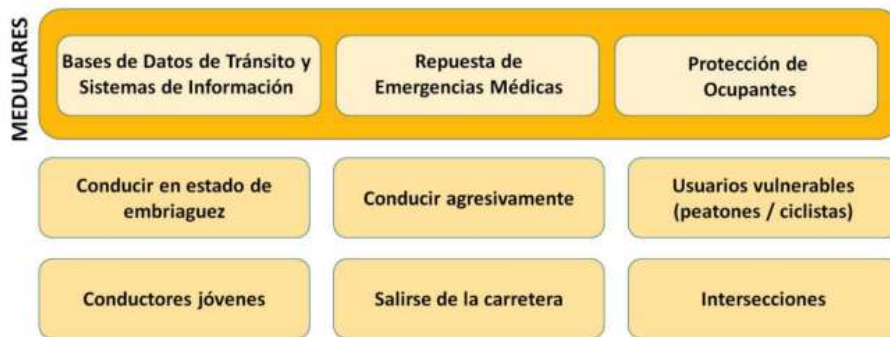 MEDULARES
Bases de Datos de Tránsito y
Sistemas de Información
Repuesta de
Emergencias Médicas
Protección de
Ocupantes
Conducir en estado de
embriaguez
Conducir agresivamente
Usuarios vulnerables
(peatones / ciclistas)
Conductores jóvenes
Salirse de la carretera
Intersecciones